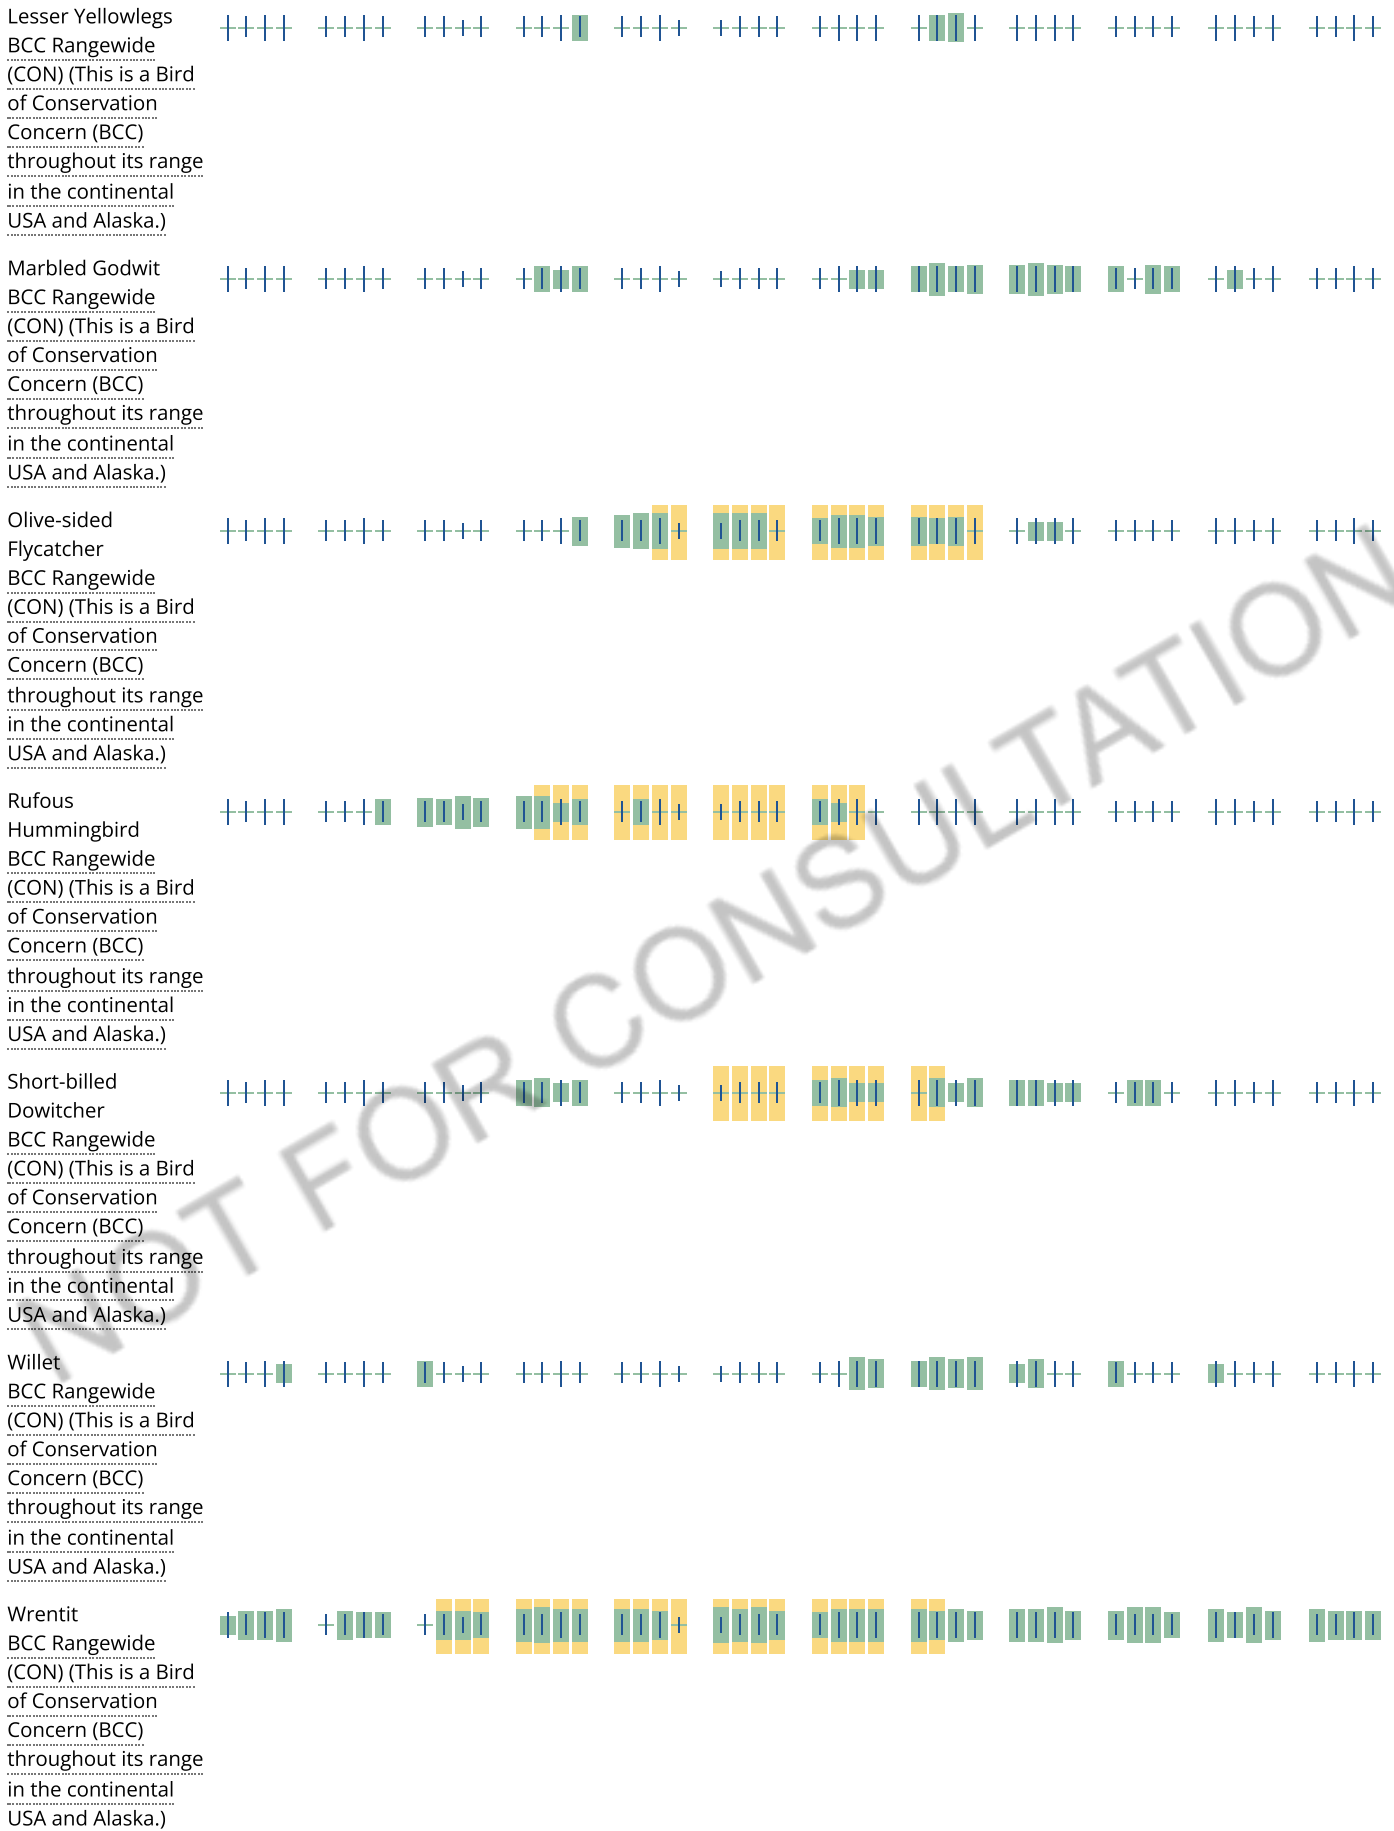 Lesser Yellowlegs
BCC Rangewide
(CON) (This is a Bird
of Conservation
Concern (BCC)
throughout its range
in the continental
USA and Alaska.)
Marbled Godwit
BCC Rangewide
(CON) (This is a Bird
of Conservation
Concern (BCC)
throughout its range
in the continental
USA and Alaska.)
Olive-sided
Flycatcher
BCC Rangewide
(CON) (This is a Bird
of Conservation
Concern (BCC)
throughout its range
in the continental
USA and Alaska.)
Rufous
Hummingbird
BCC Rangewide
(CON) (This is a Bird
of Conservation
Concern (BCC)
throughout its range
in the continental
USA and Alaska.)
Short-billed
Dowitcher
BCC Rangewide
(CON) (This is a Bird
of Conservation
Concern (BCC)
throughout its range
in the continental
USA and Alaska.)
Willet
BCC Rangewide
(CON) (This is a Bird
of Conservation
Concern (BCC)
throughout its range
in the continental
USA and Alaska.)
Wrentit
BCC Rangewide
(CON) (This is a Bird
of Conservation
Concern (BCC)
throughout its range
in the continental
USA and Alaska.)
NOT FOR CONSULTATION